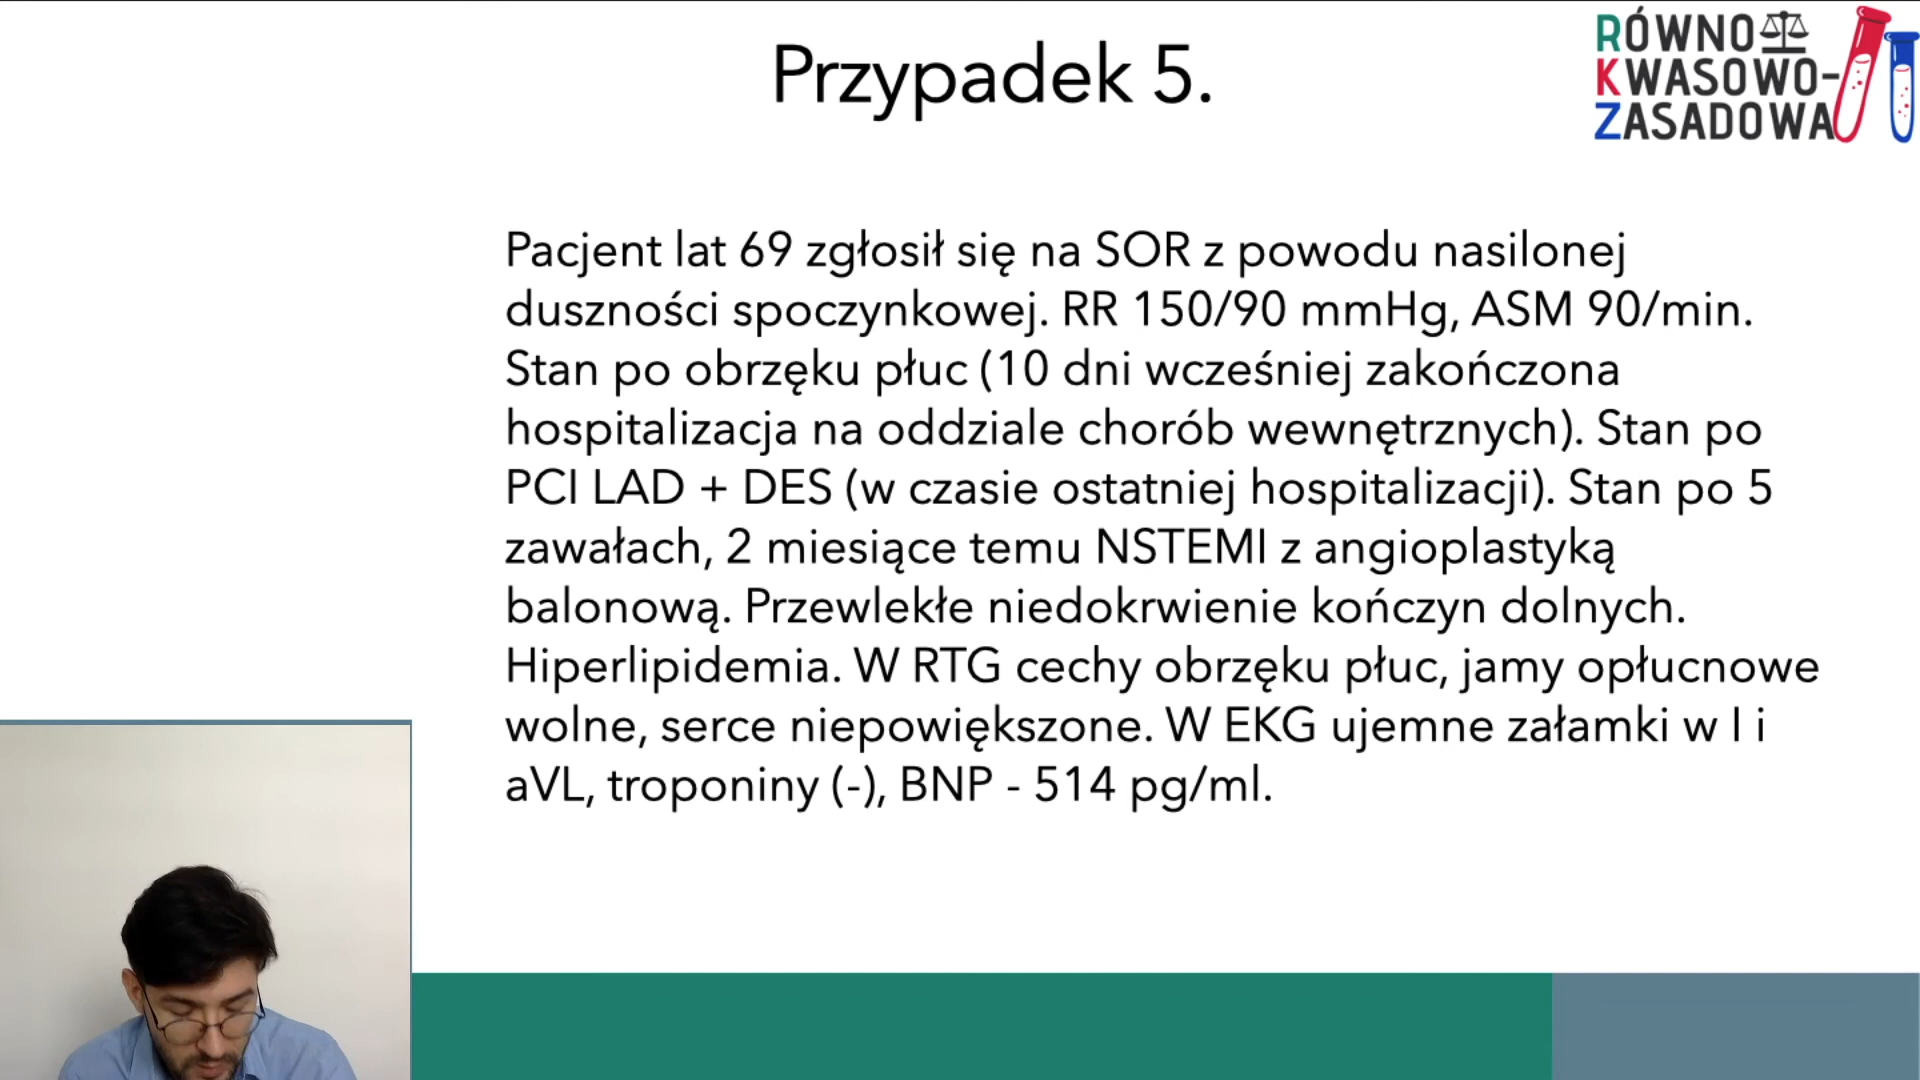 Przypadek 5.
RÓWNO
KWASOWO-
ZASADOWA
Pacjent lat 69 zgłosił się na SOR z powodu nasilonej
duszności spoczynkowej. RR 150/90 mmHg, ASM 90/min.
Stan po obrzęku płuc (10 dni wcześniej zakończona
hospitalizacja na oddziale chorób wewnętrznych). Stan po
PCI LAD + DES (w czasie ostatniej hospitalizacji). Stan po 5
zawałach, 2 miesiące temu NSTEMI z angioplastyką
balonową. Przewlekłe niedokrwienie kończyn dolnych.
Hiperlipidemia. W RTG cechy obrzęku płuc, jamy opłucnowe
wolne, serce niepowiększone. W EKG ujemne załamki w I i
aVL, troponiny (-), BNP - 514 pg/ml.